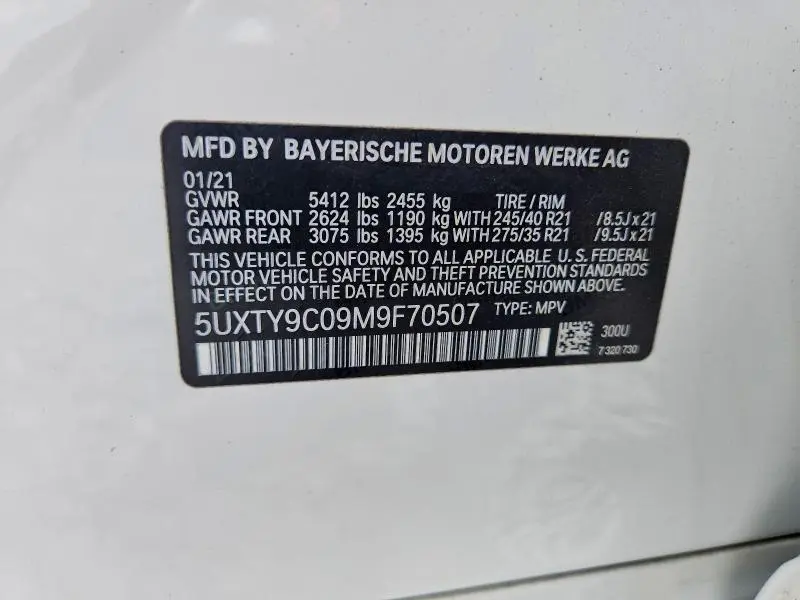 MFD BY BAYERISCHE MOTOREN WERKE AG
01/21
GVWR 5412 lbs 2455 kg TIRE / RIM
GAWR FRONT 2624 lbs 1190 kg WITH 245/40 R21 /8.5J x 21
GAWR REAR 3075 lbs 1395 kg WITH 275/35 R21 /9.5J x 21
THIS VEHICLE CONFORMS TO ALL APPLICABLE U. S. FEDERAL
MOTOR VEHICLE SAFETY AND THEFT PREVENTION STANDARDS
IN EFFECT ON THE DATE OF MANUFACTURE SHOWN ABOVE.
5UXTY9C09M9F70507 TYPE: MPV
300U
7 320 730